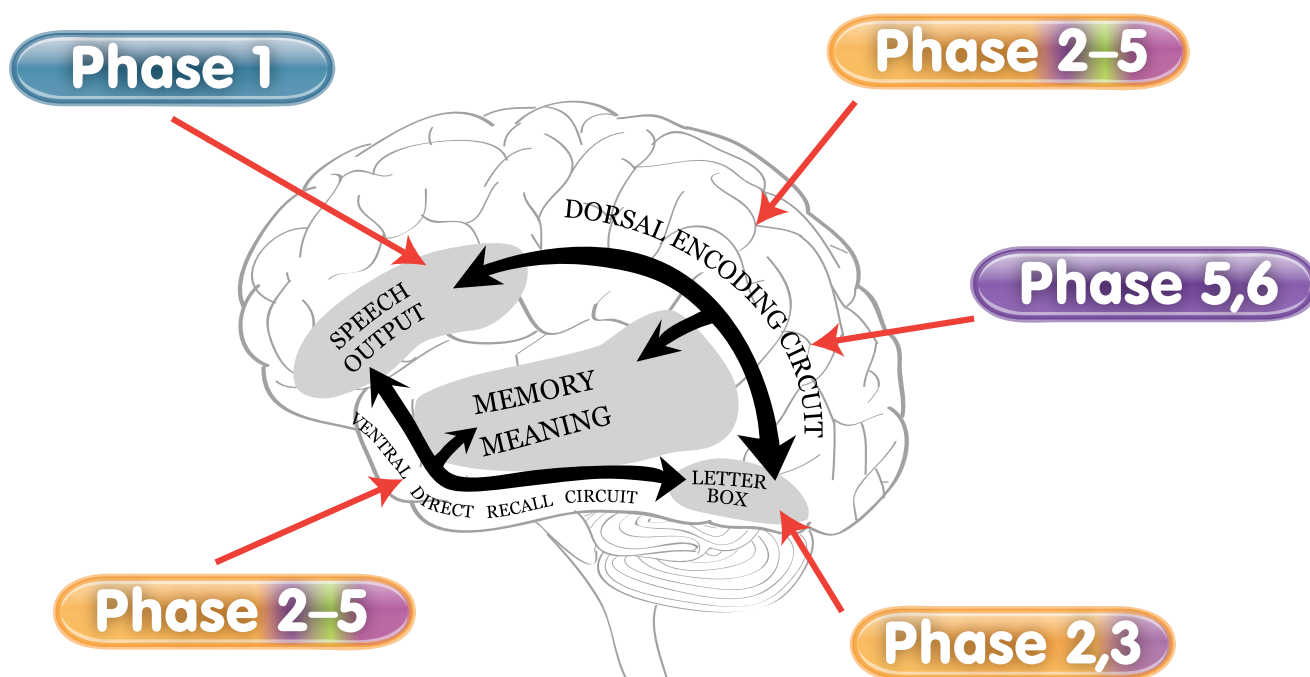 Phase 1
Phase 2–5
DORSAL ENCODING CIRCUIT
Phase 5,6
SPEECH
OUTPUT
MEMORY
MEANING
VENTRAL DIRECT RECALL CIRCUIT
LETTER
BOX
Phase 2–5
Phase 2,3